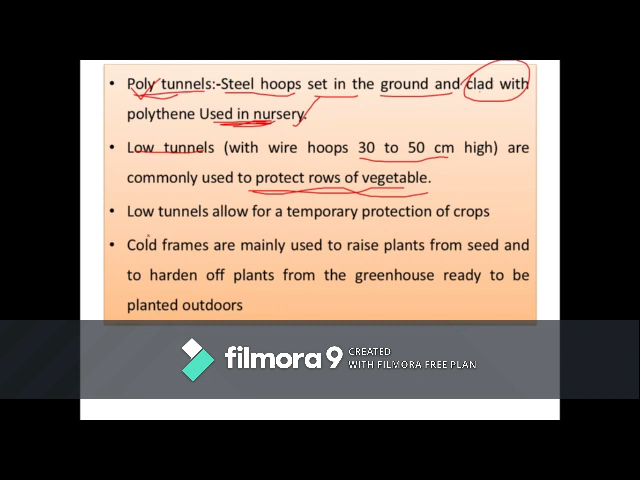 • Poly tunnels:-Steel hoops set in the ground and clad with
polythene Used in nursery.
• Low tunnels (with wire hoops 30 to 50 cm high) are
commonly used to protect rows of vegetable.
• Low tunnels allow for a temporary protection of crops
• Cold frames are mainly used to raise plants from seed and
to harden off plants from the greenhouse ready to be
planted outdoors
filmora 9 CREATED
WITH FILMORA FREE PLAN